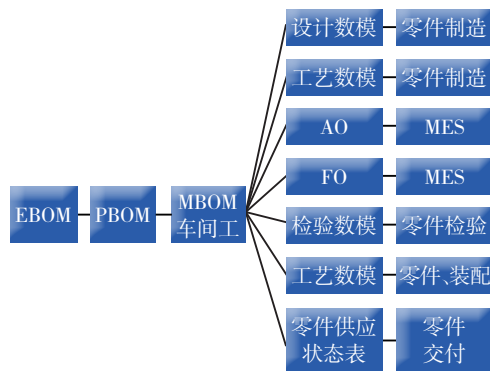 EBOM
PBOM
MBOM
车间工
设计数模
零件制造
工艺数模
零件制造
AO
MES
FO
MES
检验数模
零件检验
工艺数模
零件、装配
零件供应
状态表
零件
交付